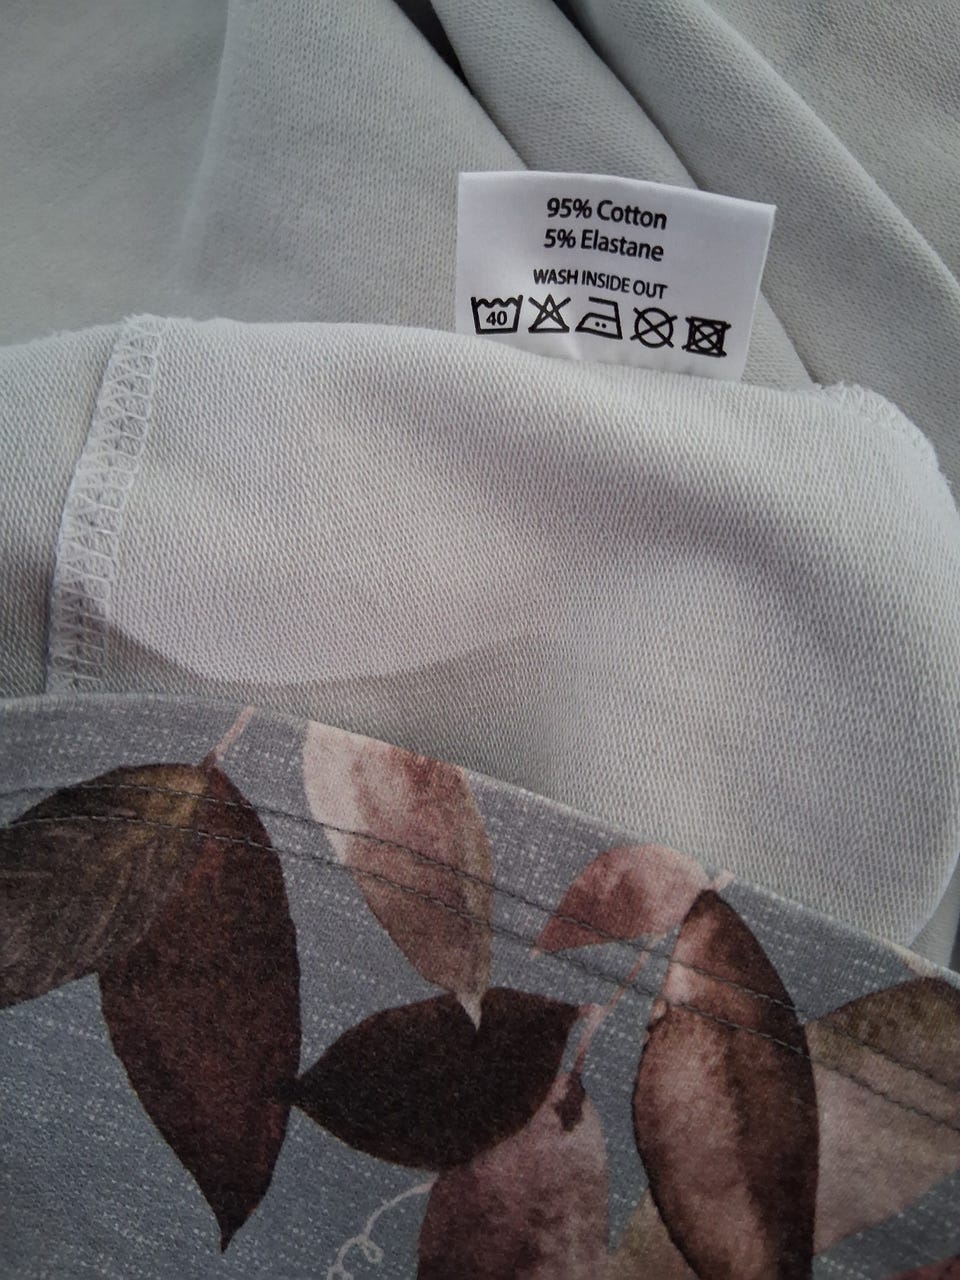 95% Cotton
5% Elastane
WASH INSIDE OUT
40